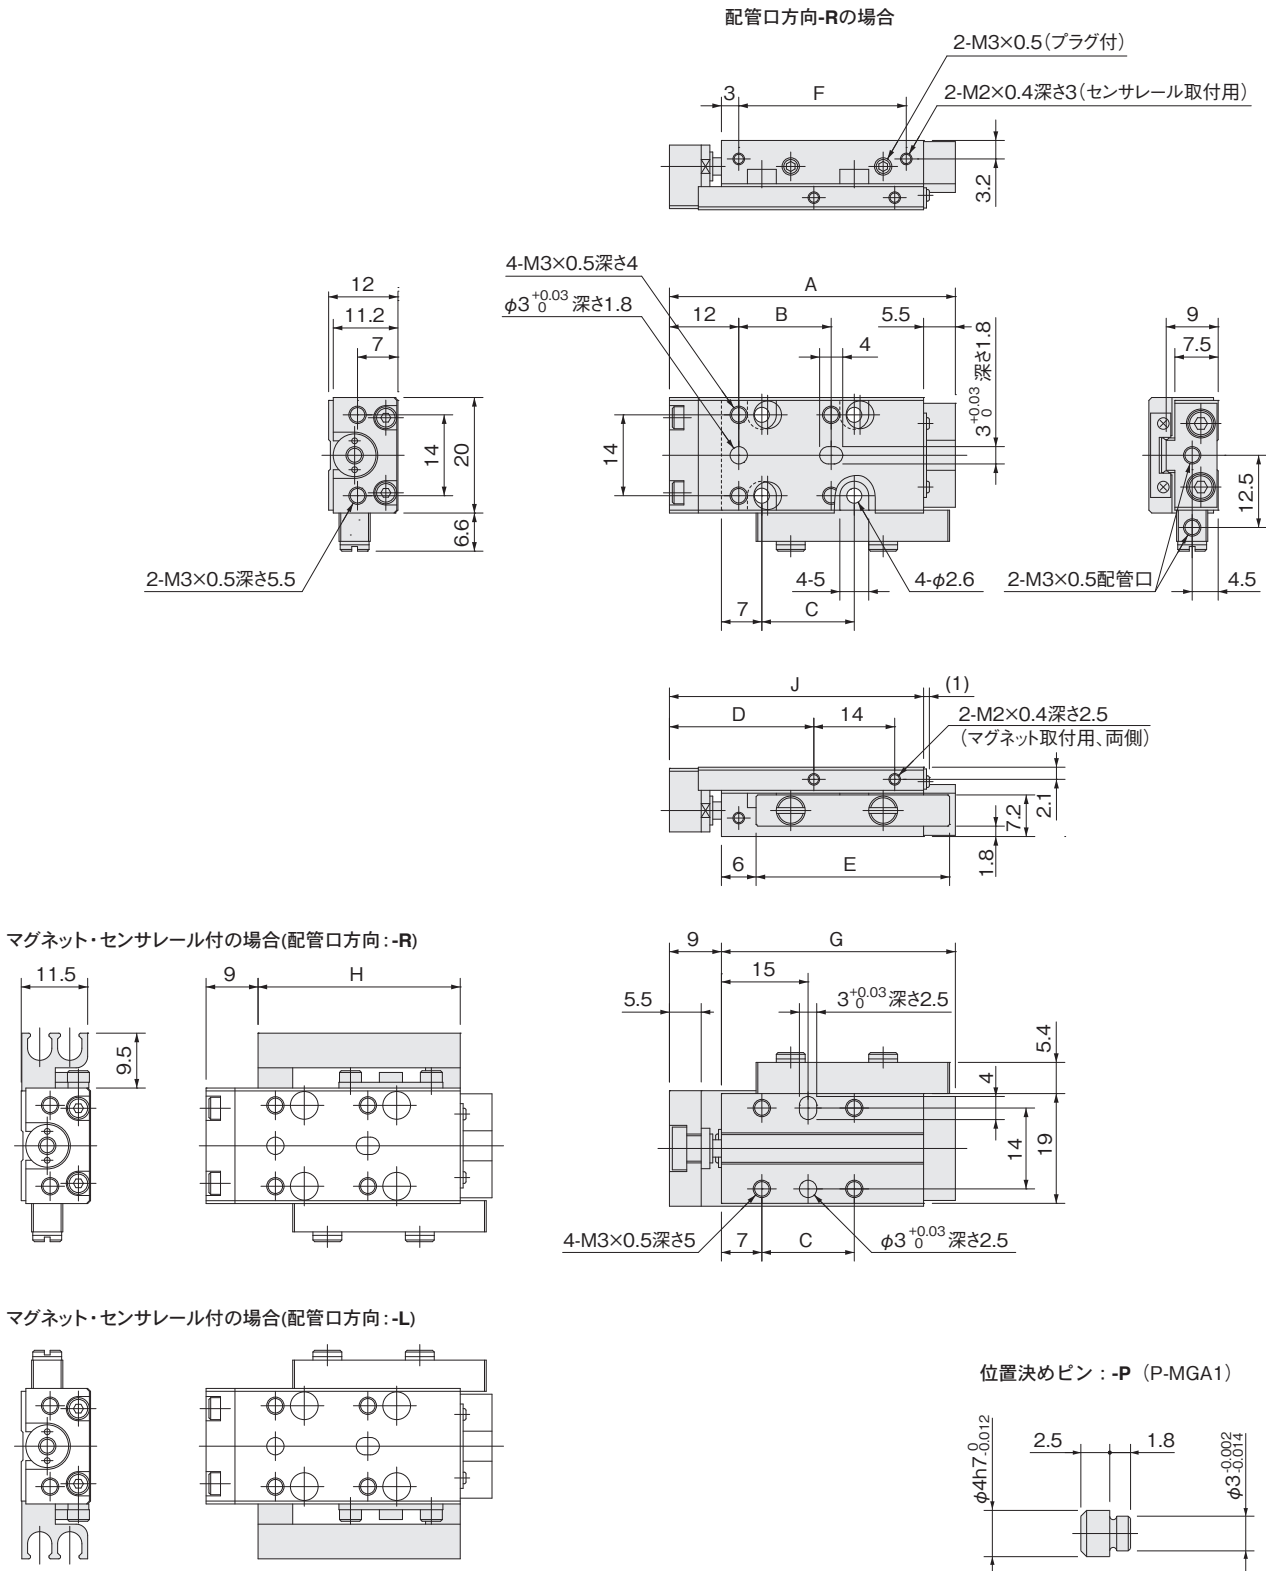 配管口方向-Rの場合
2-M3×0.5(プラグ付)
3
F
2-M2×0.4深さ3(センサレール取付用)
3.2
4-M3×0.5深さ4
φ3 +0.03 0 深さ1.8
12
11.2
7
A
12
B
5.5
4
3 +0.03 0 深さ1.8
9
7.5
14
20
6.6
14
12.5
2-M3×0.5深さ5.5
4-5
4-φ2.6
2-M3×0.5配管口
4.5
7
C
J
(1)
D
14
2-M2×0.4深さ2.5
(マグネット取付用、両側)
2.1
7.2
1.8
6
E
マグネット・センサレール付の場合(配管口方向:-R)
11.5
9
H
9.5
9
G
15
5.5
3 +0.03 0 深さ2.5
5.4
4
14
19
4-M3×0.5深さ5
7
C
φ3 +0.03 0 深さ2.5
マグネット・センサレール付の場合(配管口方向:-L)
位置決めピン:-P (P-MGA1)
φ4h7 0 -0.012
2.5
1.8
φ3 -0.002 -0.014